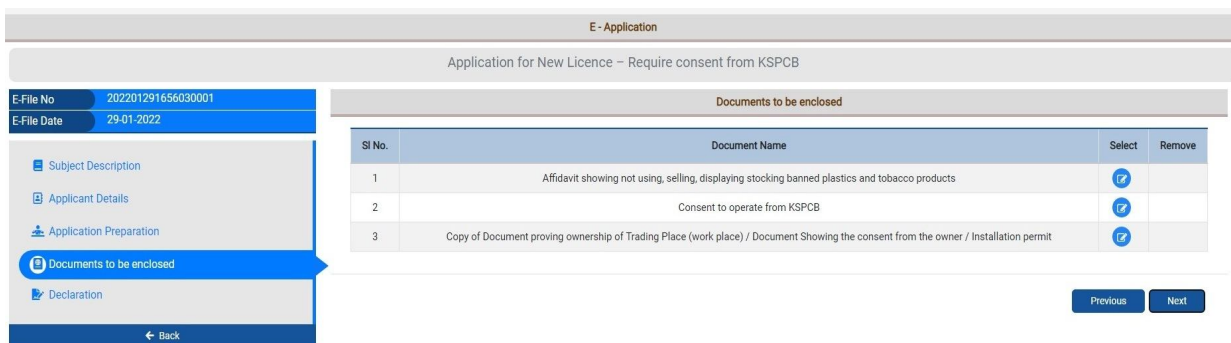 E - Application
Application for New Licence – Require consent from KSPCB
E-File No 202201291656030001
E-File Date 29-01-2022
Subject Description
Applicant Details
Application Preparation
Documents to be enclosed
Declaration
← Back
Documents to be enclosed
Sl No. Document Name Select Remove
1 Affidavit showing not using, selling, displaying stocking banned plastics and tobacco products
2 Consent to operate from KSPCB
3 Copy of Document proving ownership of Trading Place (work place) / Document Showing the consent from the owner / Installation permit
Previous Next